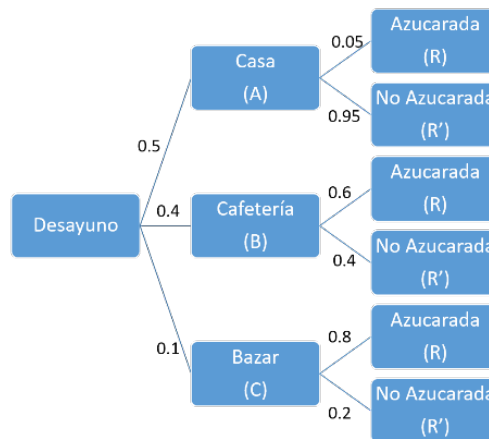 Azucarada
(R)
0.05
Casa
(A)
No Azucarada
(R')
0.95
0.5
Azucarada
(R)
0.6
Desayuno
0.4
Cafetería
(B)
No Azucarada
(R')
0.4
0.1
Azucarada
(R)
0.8
Bazar
(C)
No Azucarada
(R')
0.2